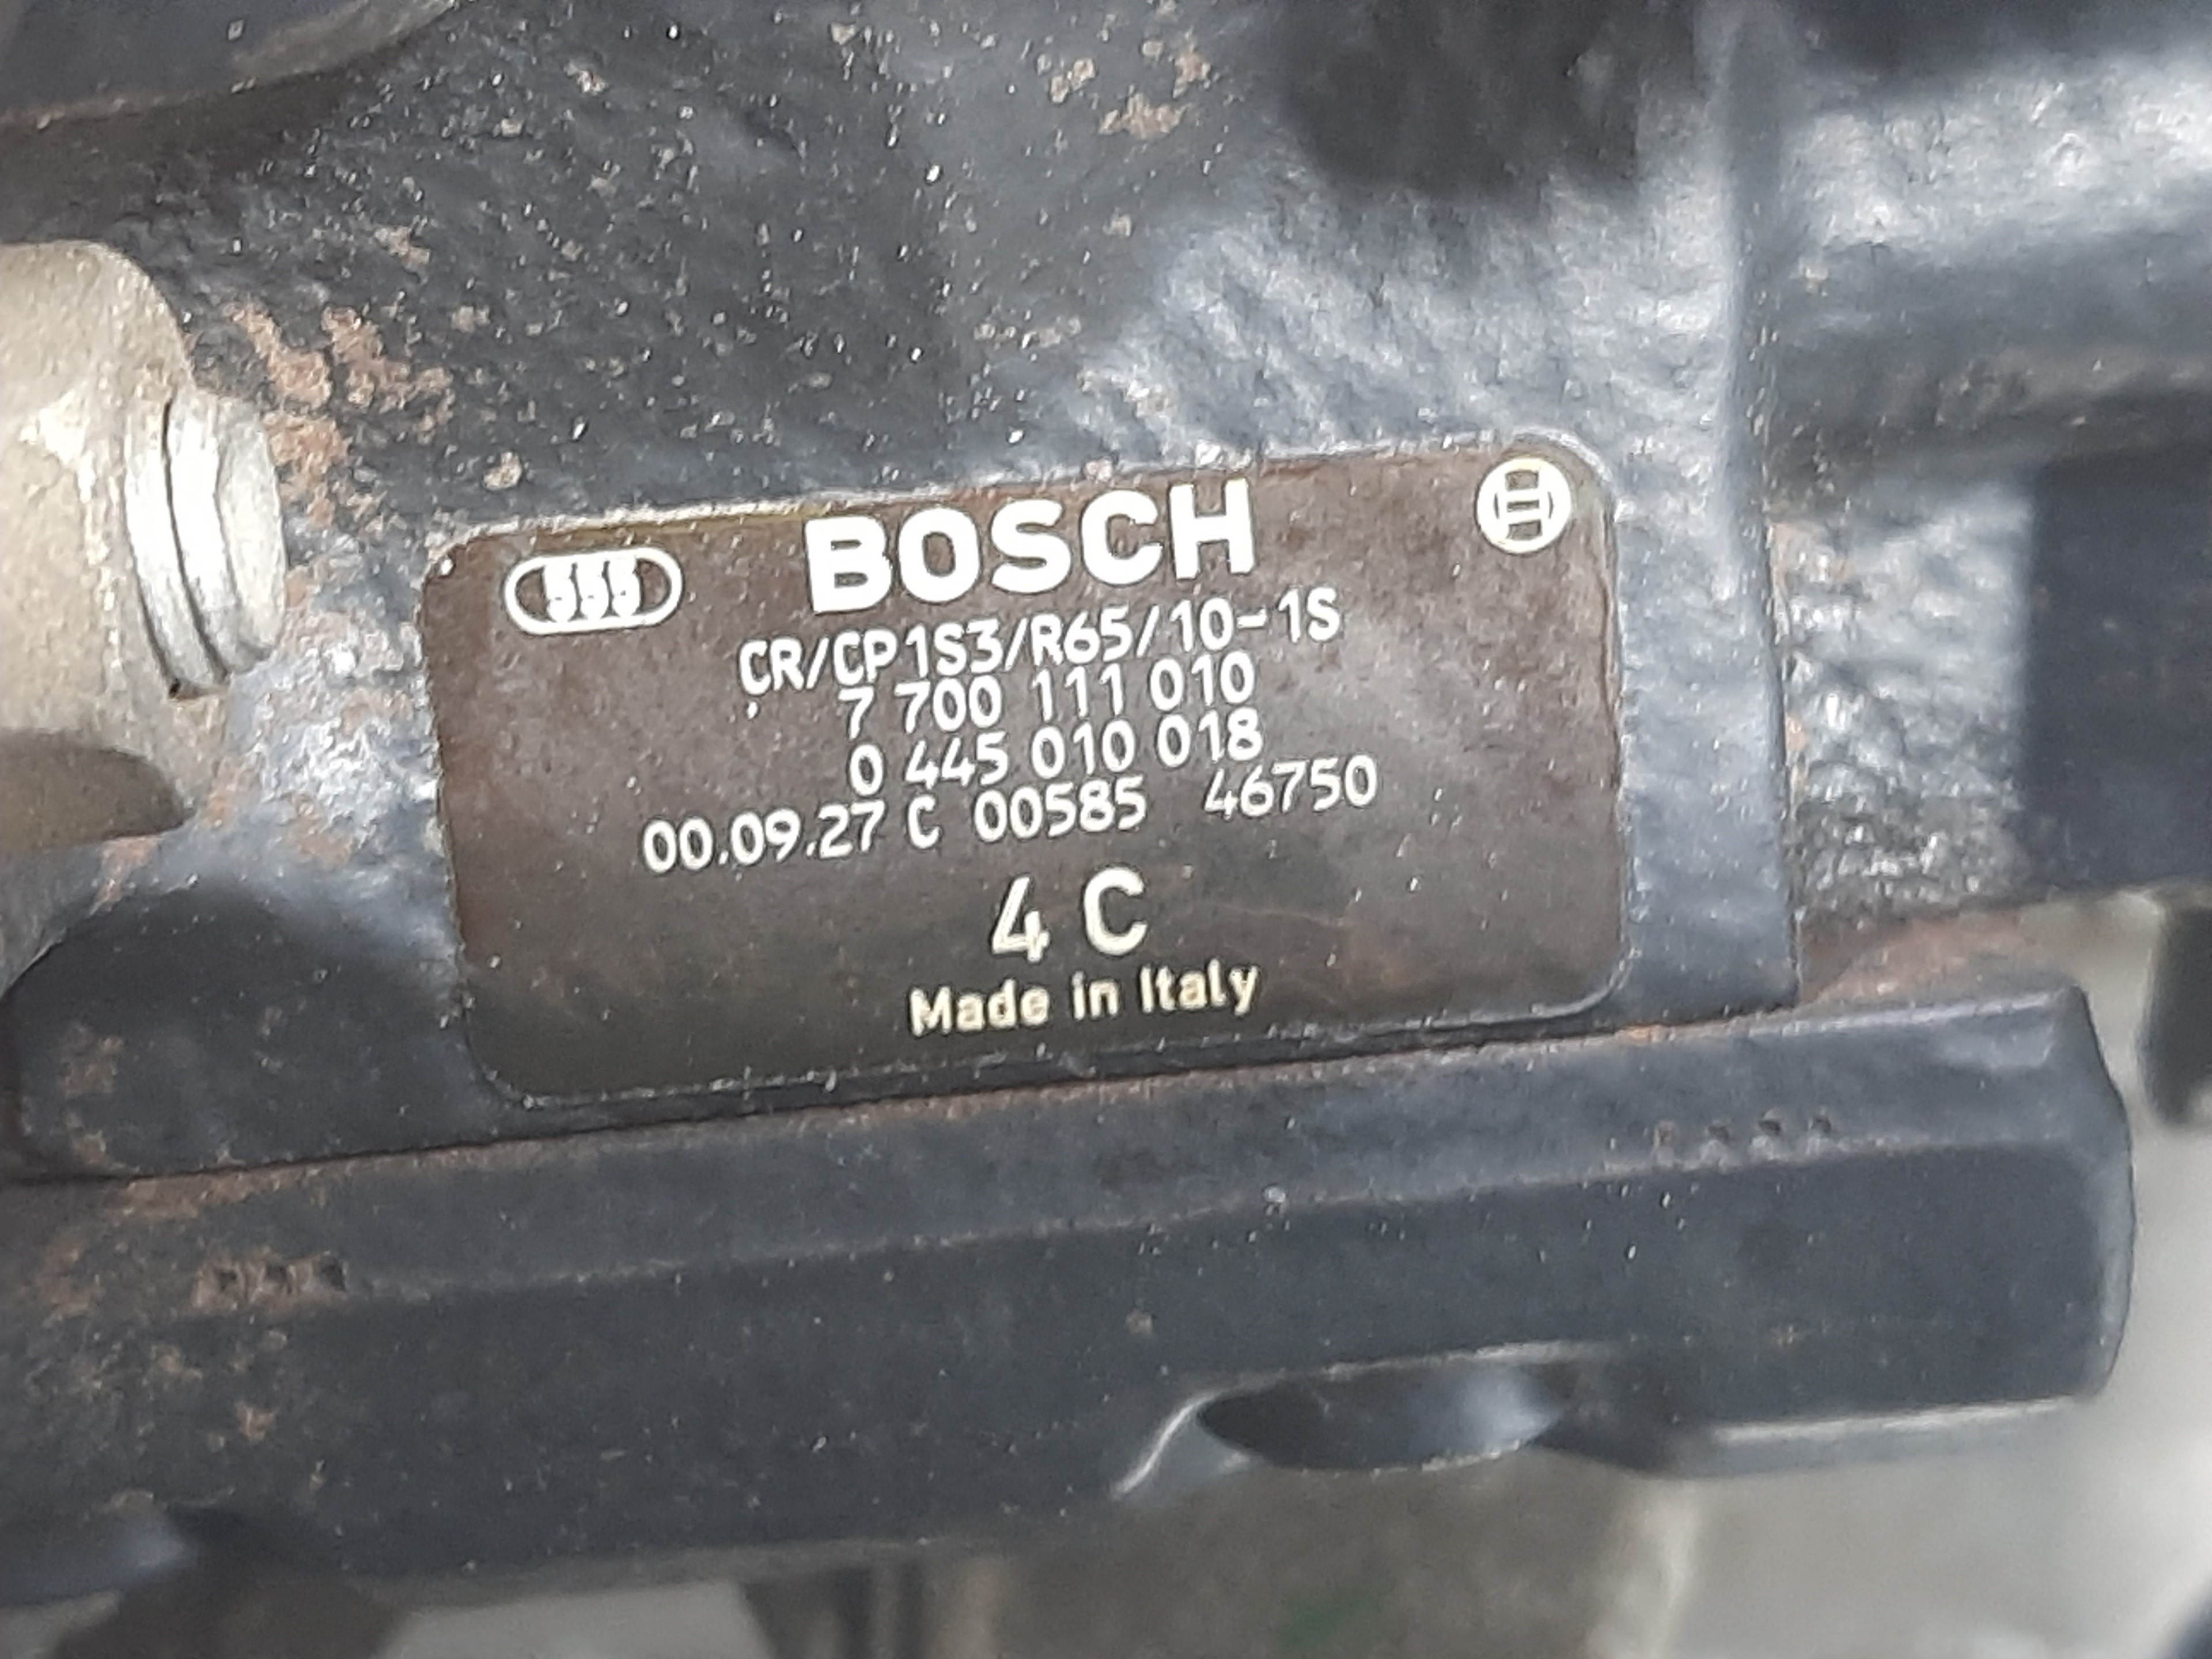 BOSCH
CR/CP1S3/R65/10-1S
7 700 111 010
0 445 010 018
00.09.27 C 00585 46750
4 C
Made in Italy